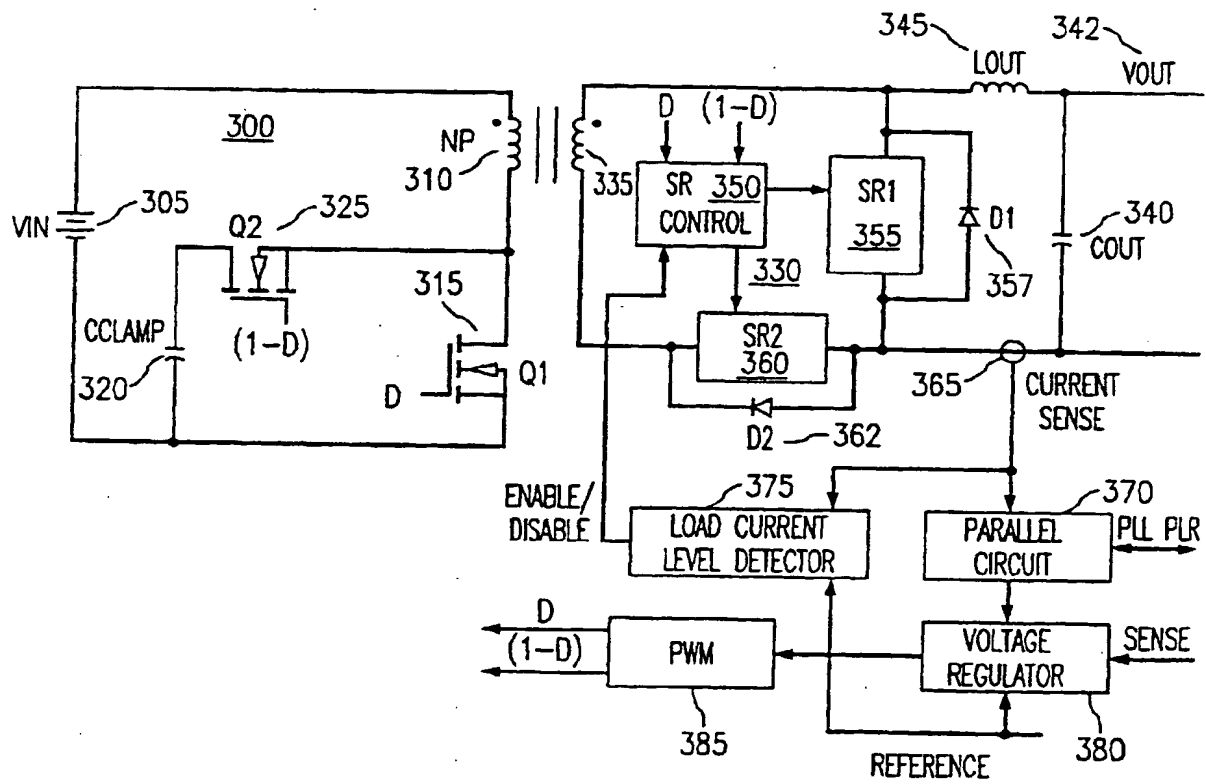 345
342
LOUT
VOUT
300
NP
310
335
D
(1-D)
SR 350
CONTROL
SR1
355
D1
357
340
COUT
VIN
305
Q2
325
(1-D)
CCLAMP
320
315
Q1
D
330
SR2
360
D2
362
365
CURRENT
SENSE
ENABLE/
DISABLE
375
LOAD CURRENT
LEVEL DETECTOR
370
PARALLEL
CIRCUIT
PLL PLR
D
(1-D)
PWM
385
VOLTAGE
REGULATOR
SENSE
380
REFERENCE